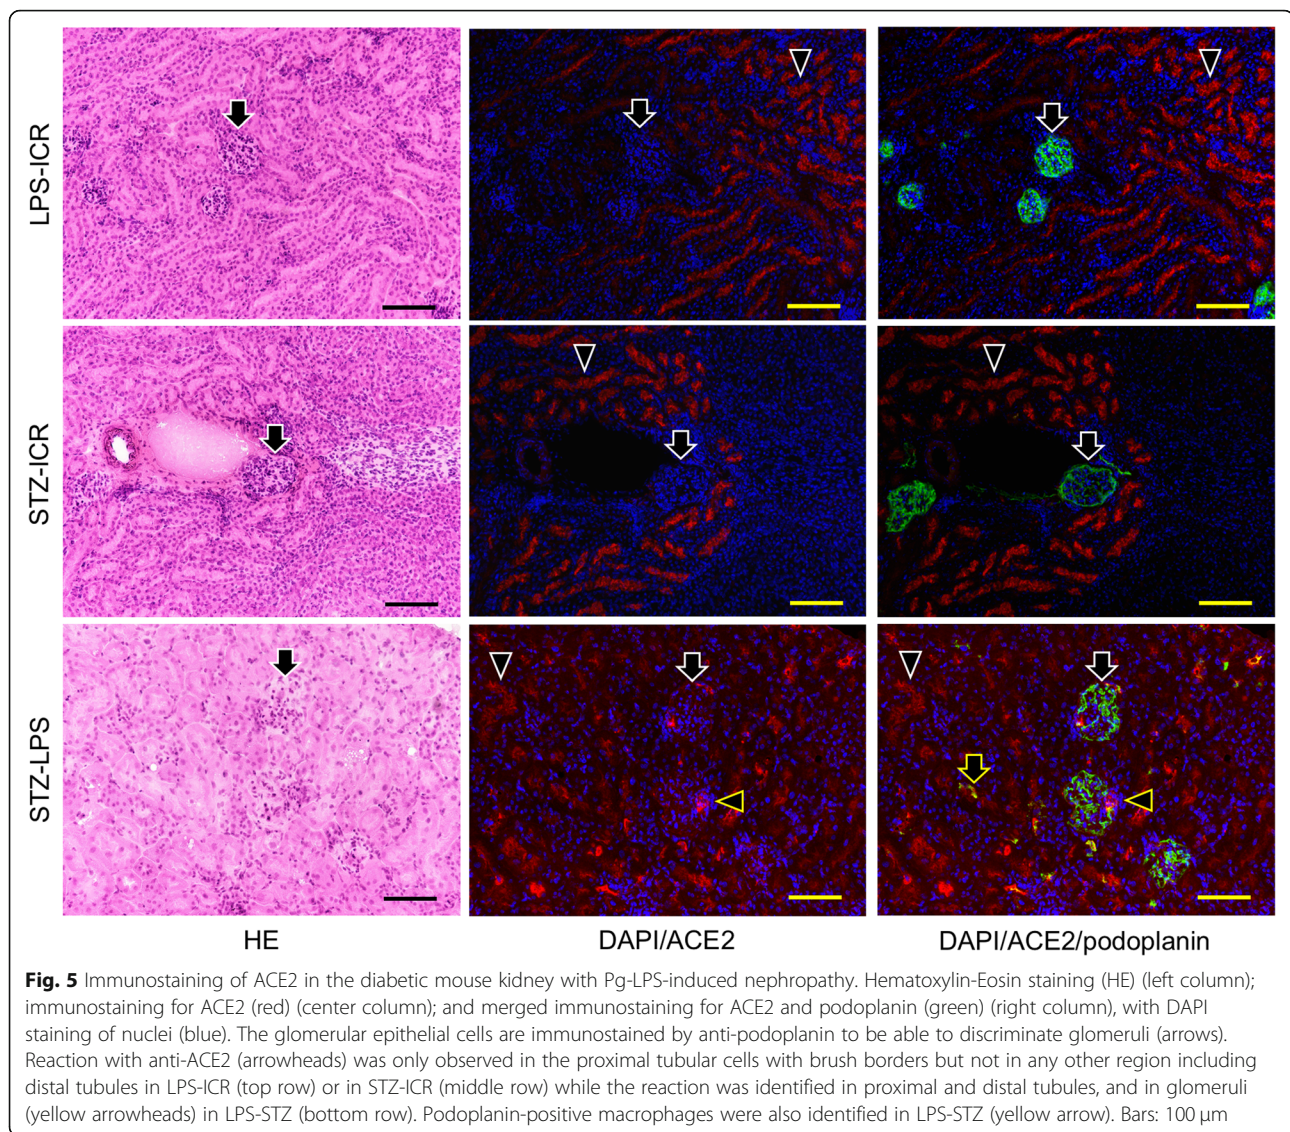 LPS-ICR
STZ-ICR
STZ-LPS
HE
DAPI/ACE2
DAPI/ACE2/podoplanin
Fig. 5 Immunostaining of ACE2 in the diabetic mouse kidney with Pg-LPS-induced nephropathy. Hematoxylin-Eosin staining (HE) (left column);
immunostaining for ACE2 (red) (center column); and merged immunostaining for ACE2 and podoplanin (green) (right column), with DAPI
staining of nuclei (blue). The glomerular epithelial cells are immunostained by anti-podoplanin to be able to discriminate glomeruli (arrows).
Reaction with anti-ACE2 (arrowheads) was only observed in the proximal tubular cells with brush borders but not in any other region including
distal tubules in LPS-ICR (top row) or in STZ-ICR (middle row) while the reaction was identified in proximal and distal tubules, and in glomeruli
(yellow arrowheads) in LPS-STZ (bottom row). Podoplanin-positive macrophages were also identified in LPS-STZ (yellow arrow). Bars: 100 μm